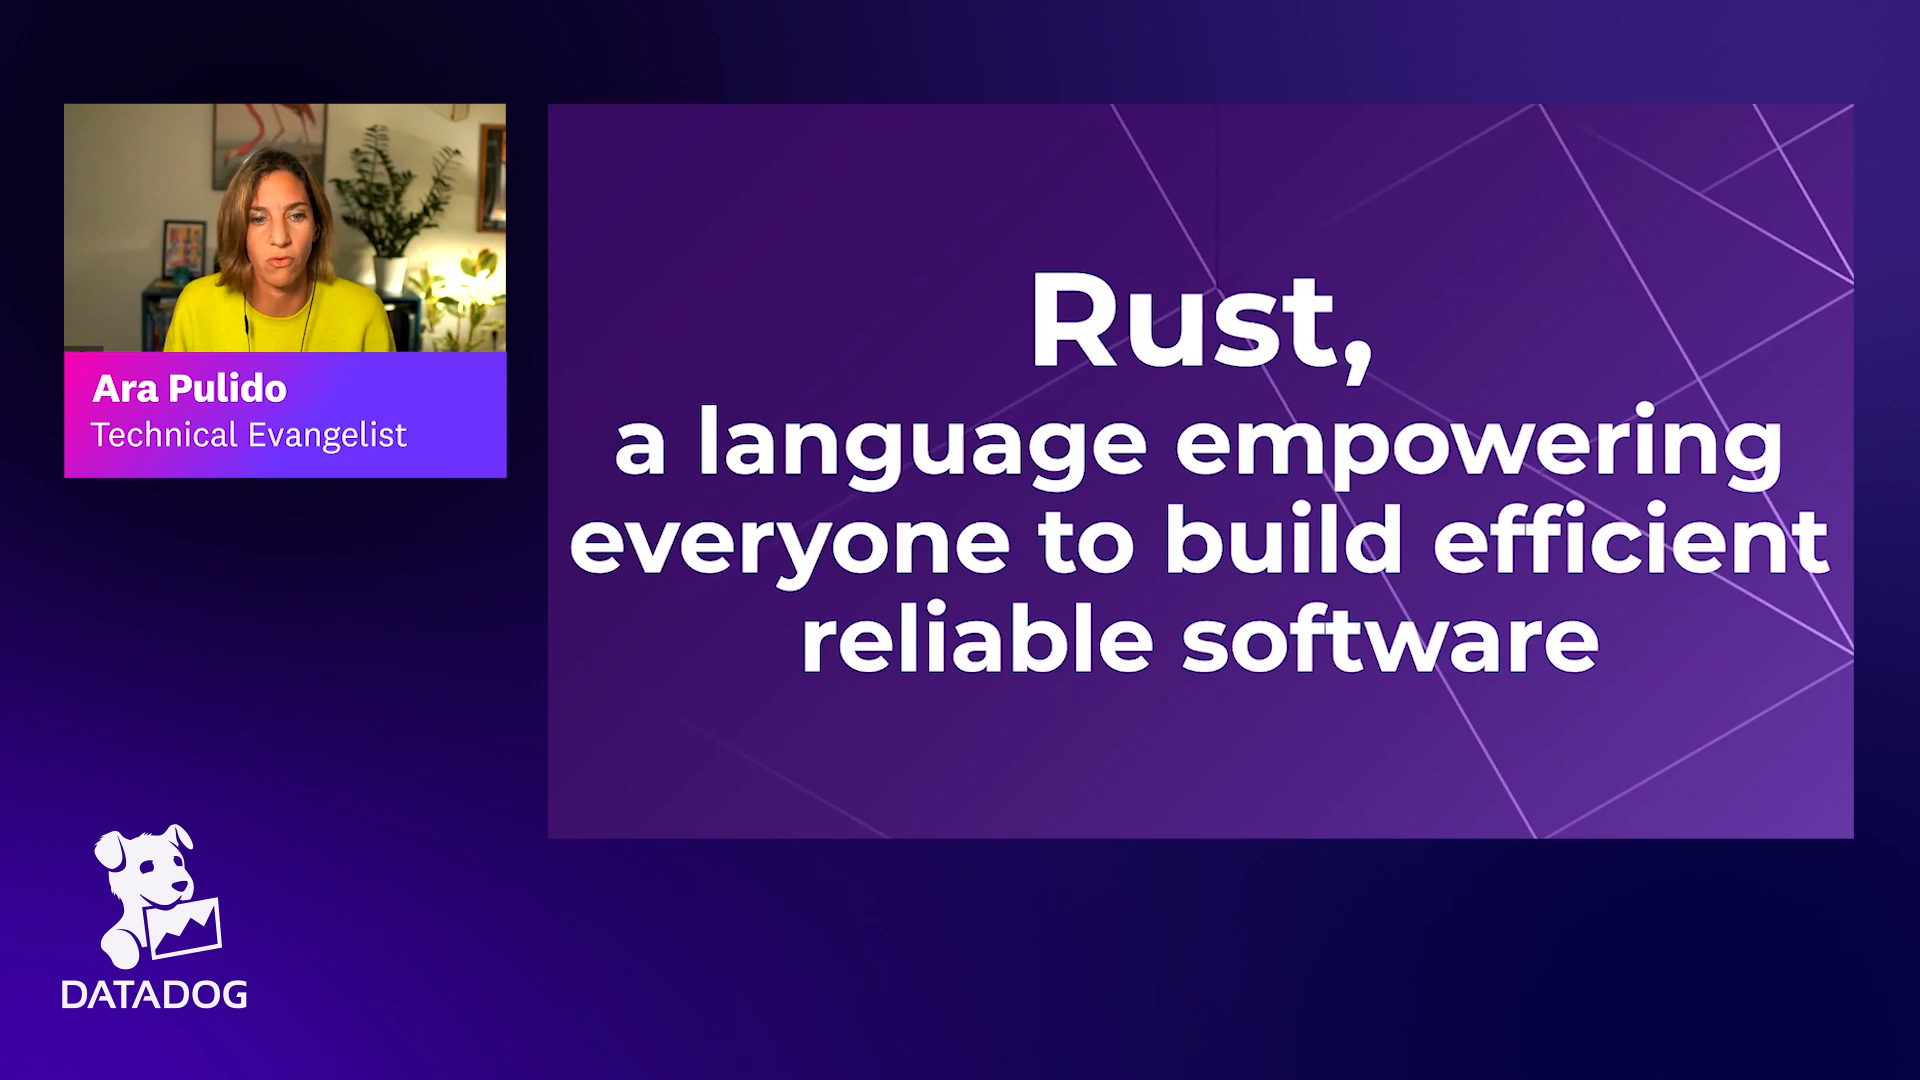 Ara Pulido
Technical Evangelist
Rust,
a language empowering
everyone to build efficient
reliable software
DATADOG